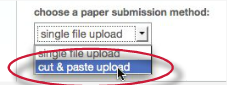 choose a paper submission method:
single file upload
single file upload
cut & paste upload